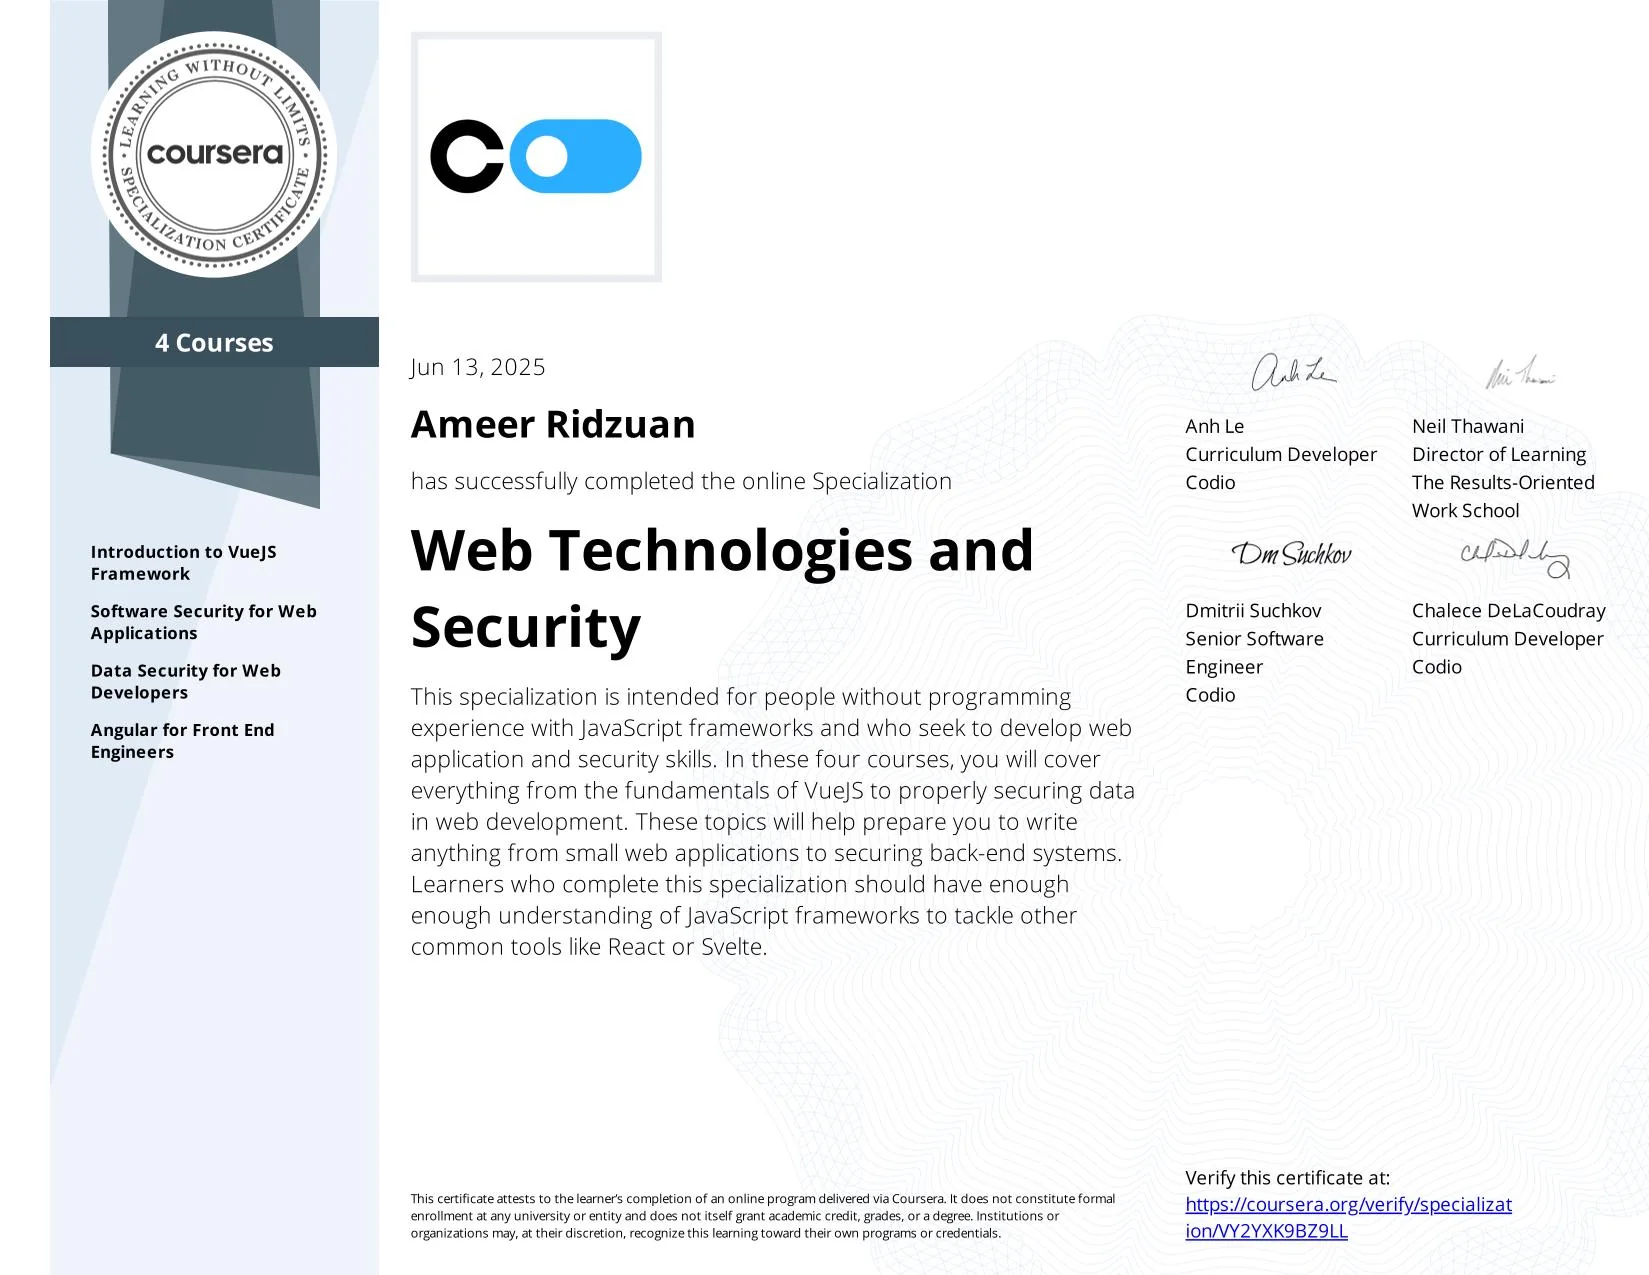 LEARNING WITHOUT LIMITS
coursera
SPECIALIZATION CERTIFICATE
4 Courses
Introduction to VueJS
Framework
Software Security for Web
Applications
Data Security for Web
Developers
Angular for Front End
Engineers
CO
Jun 13, 2025
Ameer Ridzuan
has successfully completed the online Specialization
Web Technologies and
Security
This specialization is intended for people without programming
experience with JavaScript frameworks and who seek to develop web
application and security skills. In these four courses, you will cover
everything from the fundamentals of VueJS to properly securing data
in web development. These topics will help prepare you to write
anything from small web applications to securing back-end systems.
Learners who complete this specialization should have enough
enough understanding of JavaScript frameworks to tackle other
common tools like React or Svelte.
Anh Le
Anh Le
Curriculum Developer
Codio
Neil Thawani
Director of Learning
The Results-Oriented
Work School
Dm Suchkov
Dmitrii Suchkov
Senior Software
Engineer
Codio
Chalece DeLaCoudray
Curriculum Developer
Codio
This certificate attests to the learner's completion of an online program delivered via Coursera. It does not constitute formal
enrollment at any university or entity and does not itself grant academic credit, grades, or a degree. Institutions or
organizations may, at their discretion, recognize this learning toward their own programs or credentials.
Verify this certificate at:
https://coursera.org/verify/specializat
ion/VY2YXK9BZ9LL